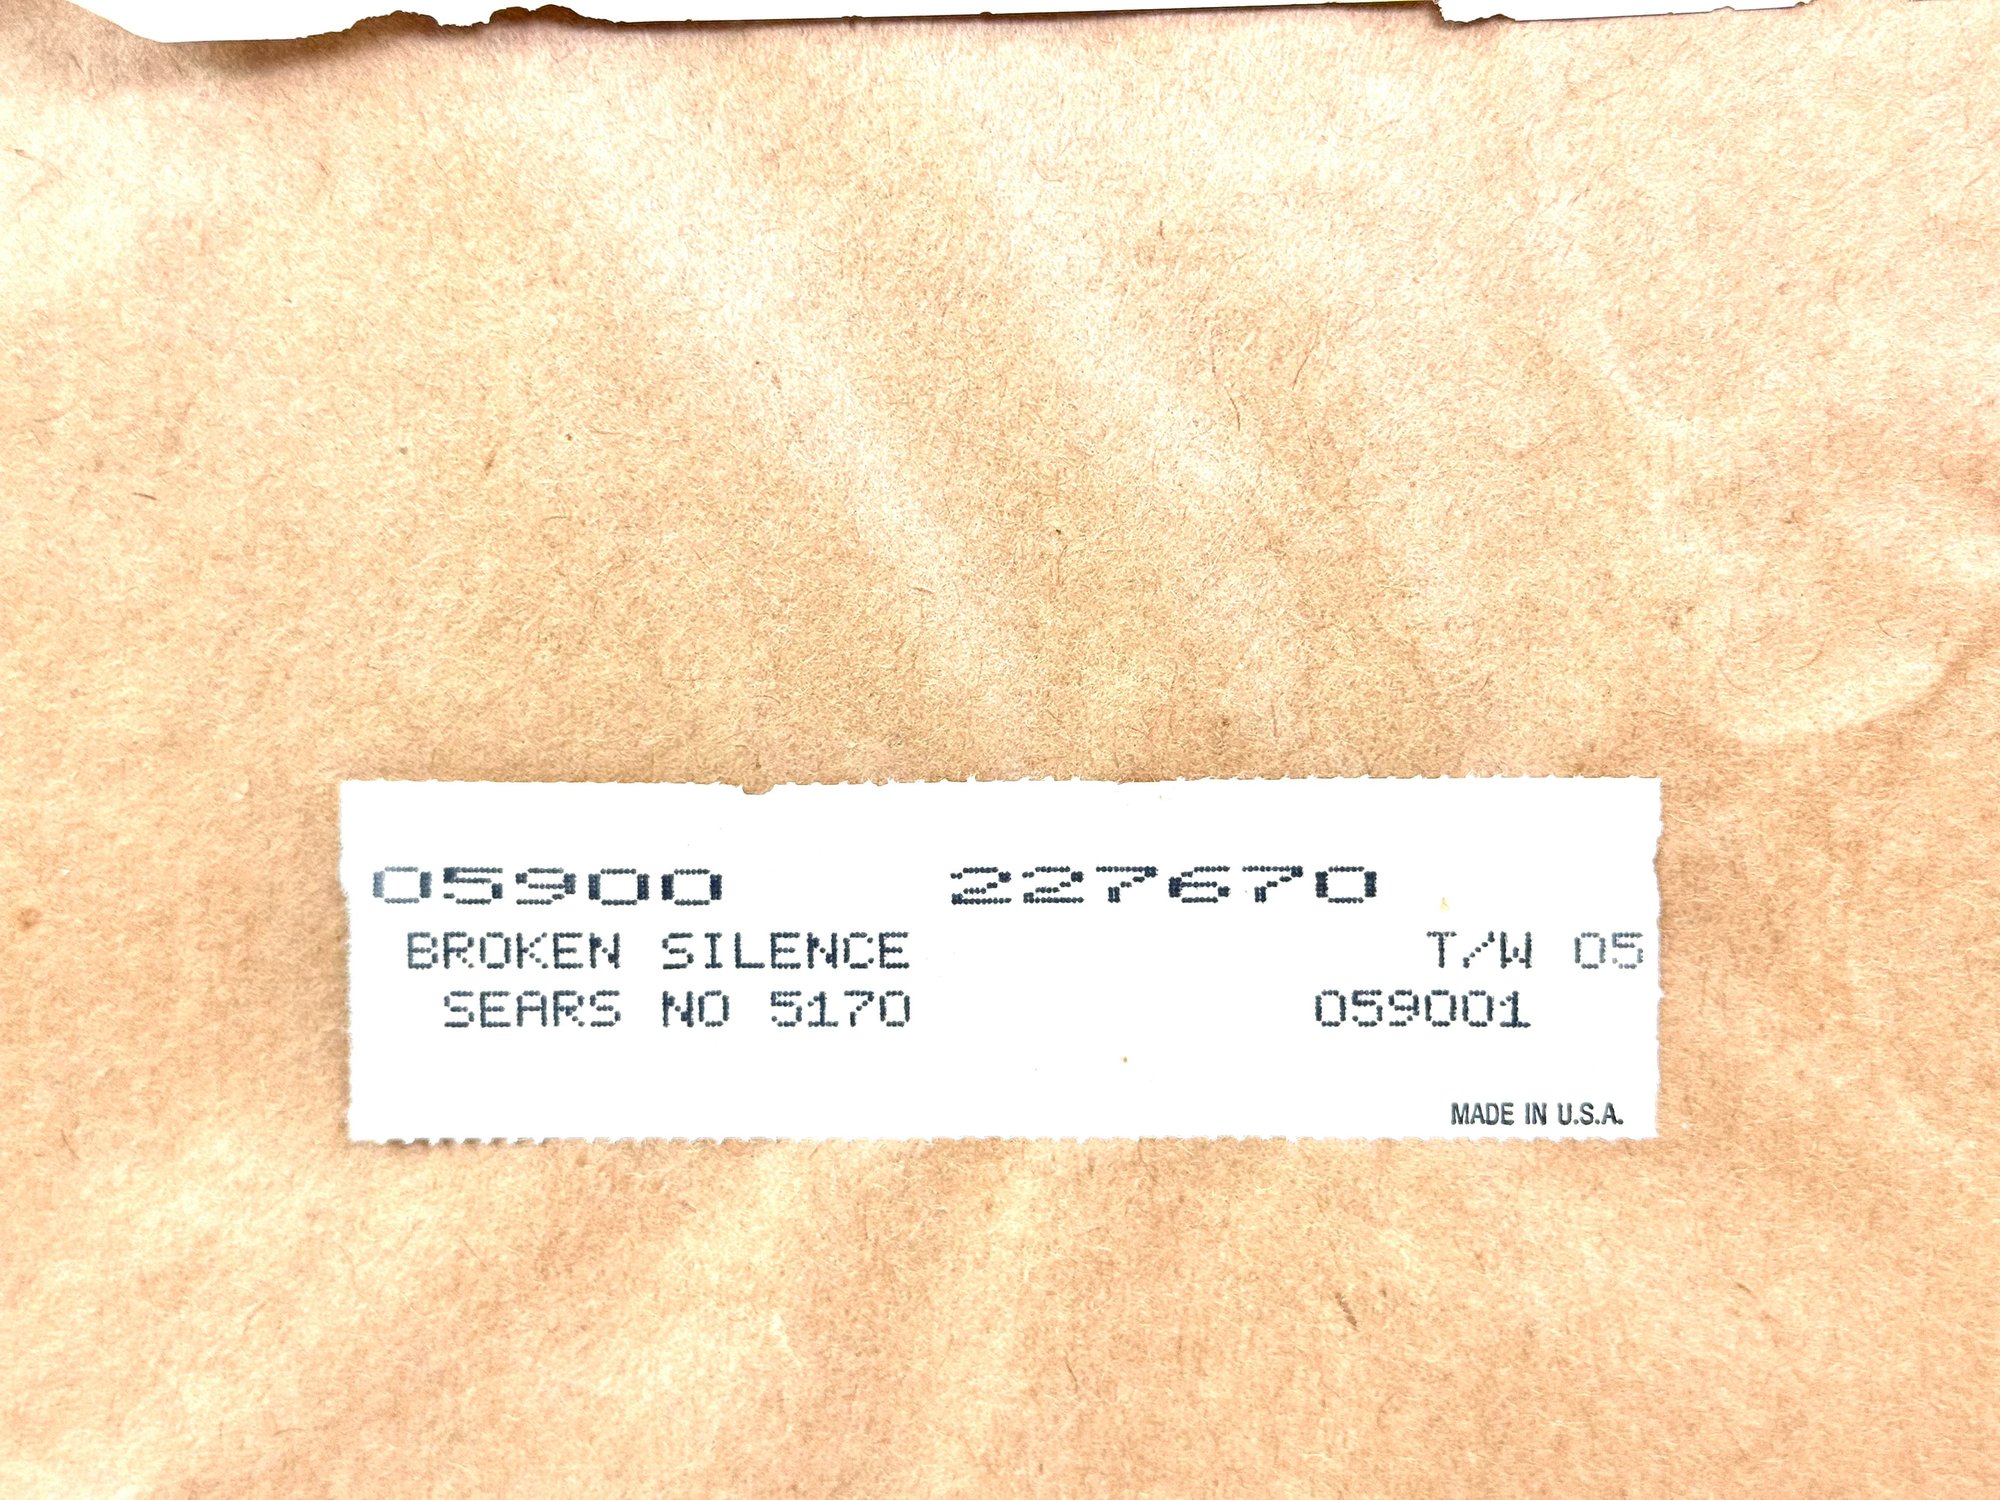 05900 227670
BROKEN SILENCE T/W 05
SEARS NO 5170 059001
MADE IN U.S.A.